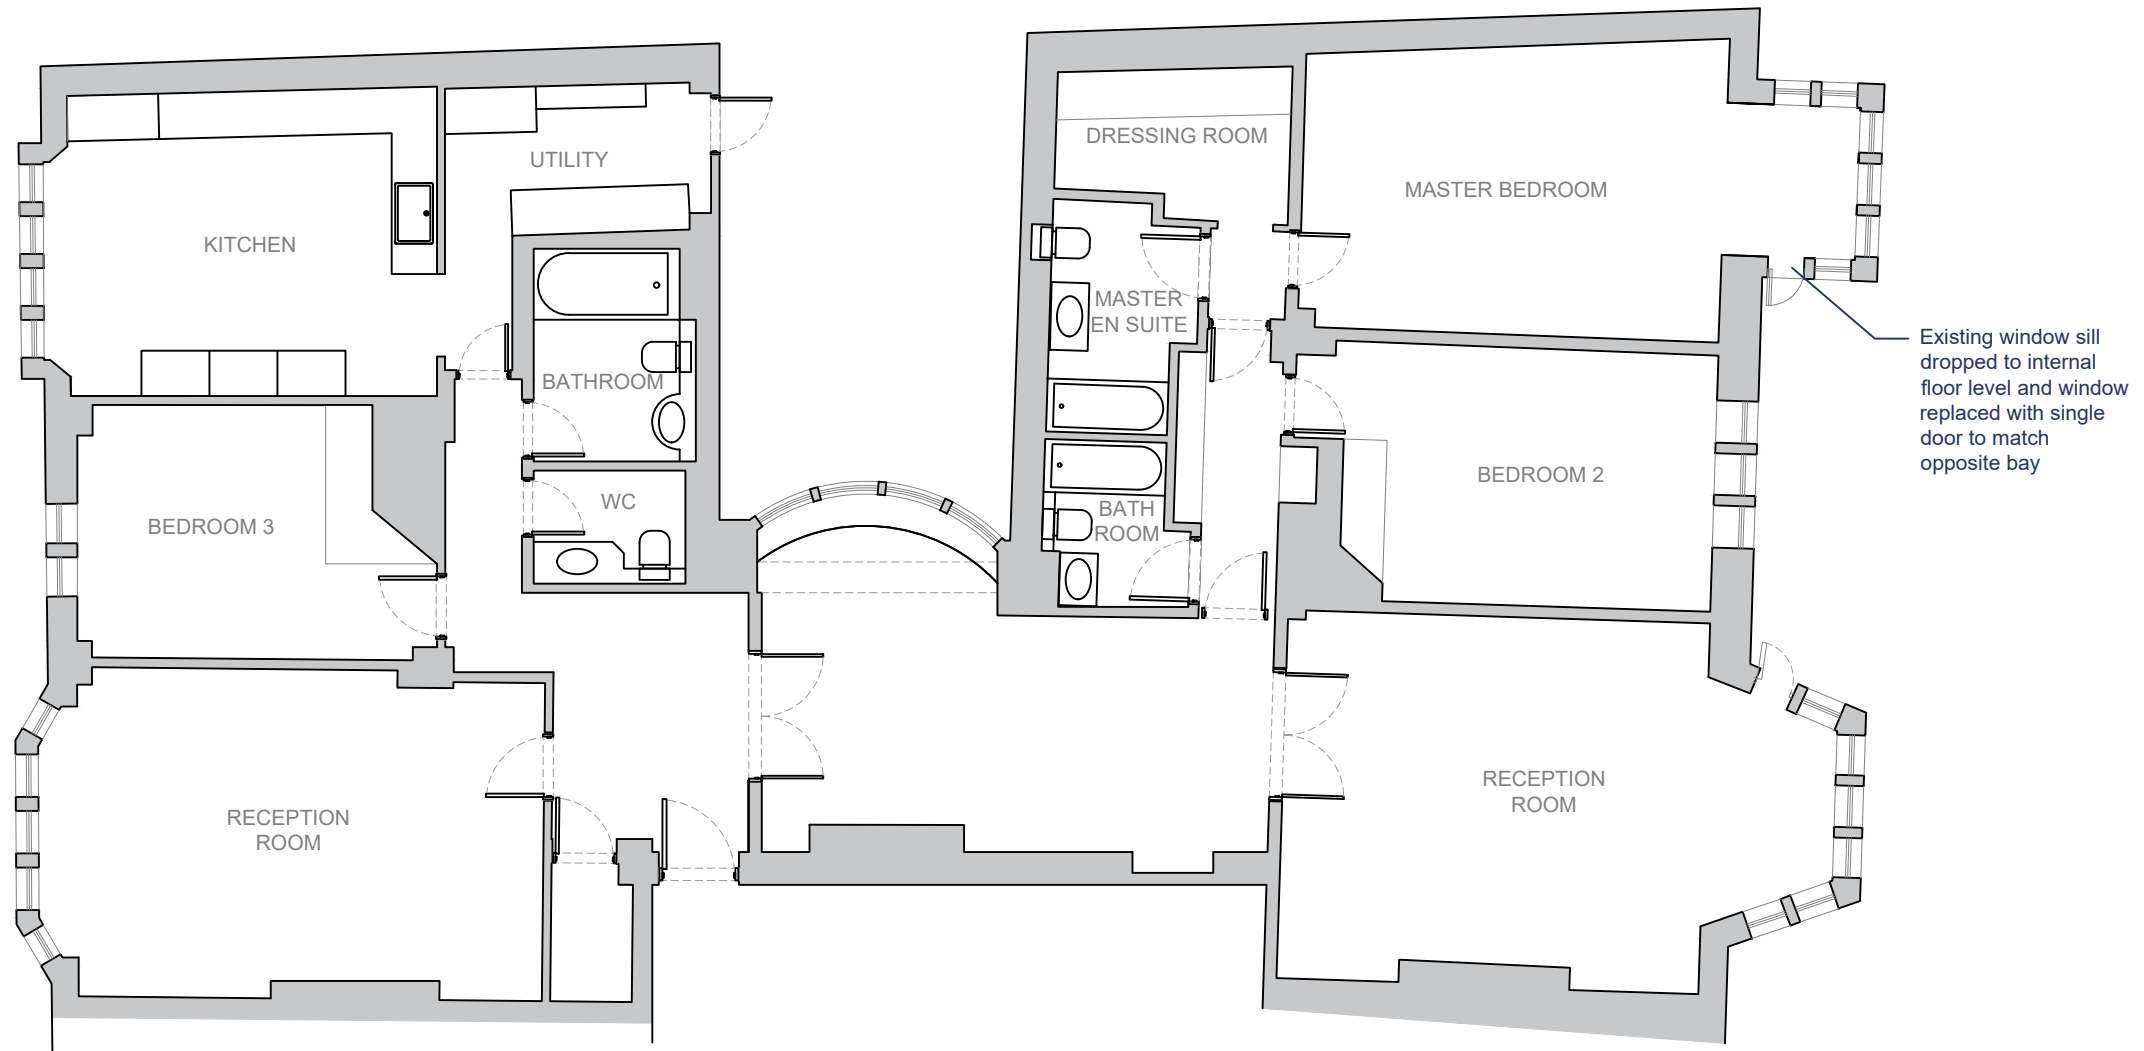 DRESSING ROOM
UTILITY
MASTER BEDROOM
KITCHEN
MASTER
EN SUITE
Existing window sill
dropped to internal
floor level and window
replaced with single
door to match
opposite bay
BATHROOM
BEDROOM 2
WC
BATH
ROOM
BEDROOM 3
RECEPTION
ROOM
RECEPTION
ROOM